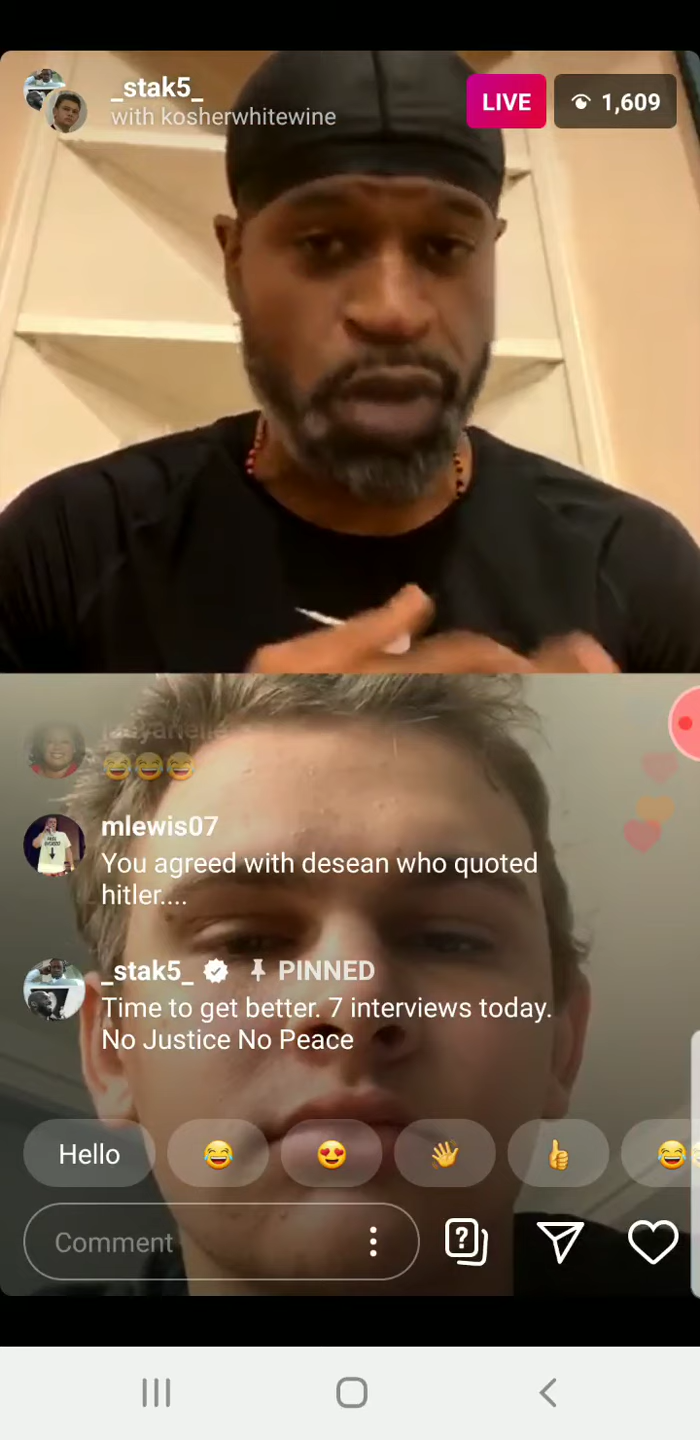 _stak5_
with kosherwhitewine
LIVE
1,609
😂😂😂
mlewis07
You agreed with desean who quoted
hitler....
_stak5_ PINNED
Time to get better. 7 interviews today.
No Justice No Peace
Hello 😂 😍 👋 👍 😂
Comment